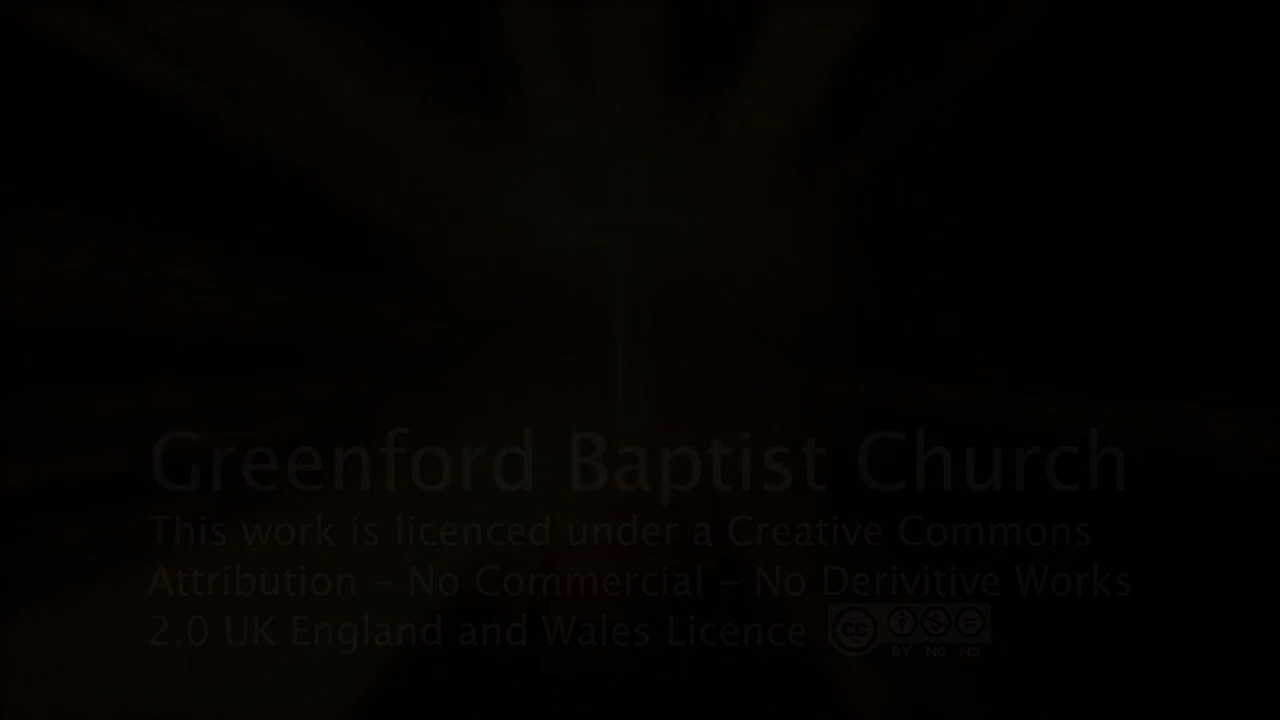 Greenford Baptist Church
This work is licenced under a Creative Commons
Attribution – No Commercial – No Derivitive Works
2.0 UK England and Wales Licence
cc
BY NC ND